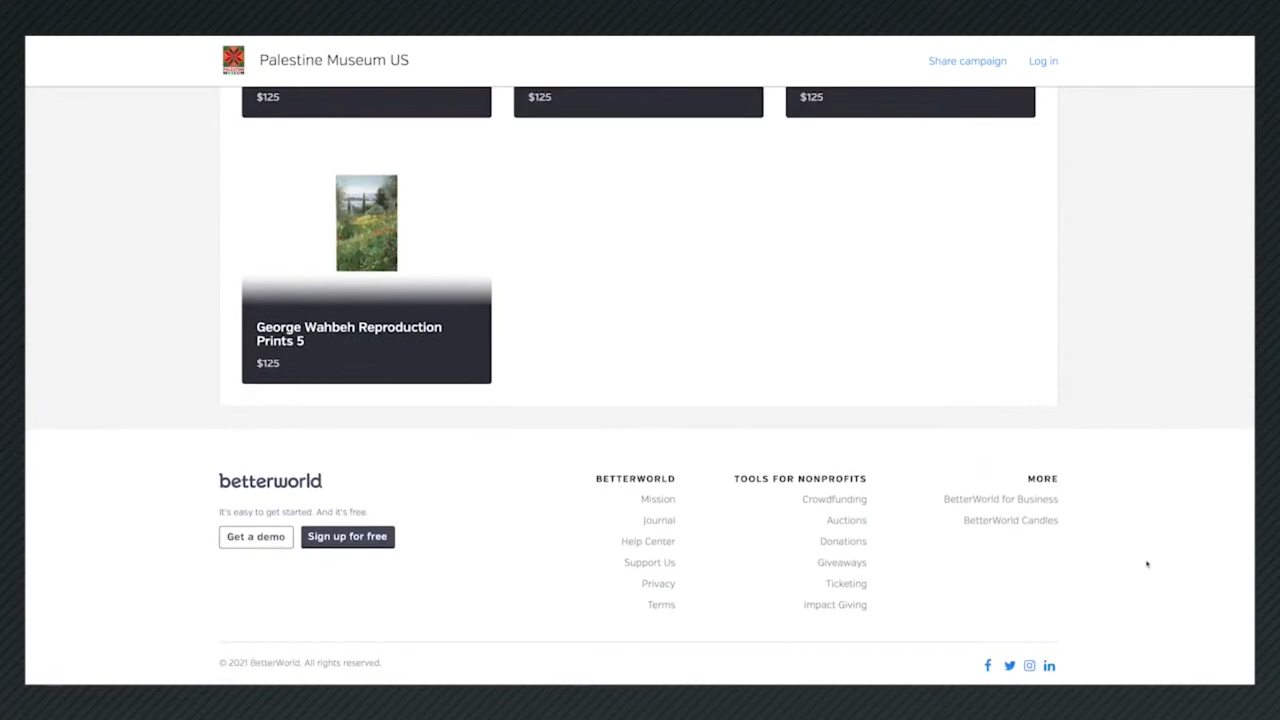 Palestine Museum US
Share campaign
Log in
$125
$125
$125
George Wahbeh Reproduction
Prints 5
$125
betterworld
It's easy to get started. And it's free.
Get a demo
Sign up for free
BETTERWORLD
Mission
Journal
Help Center
Support Us
Privacy
Terms
TOOLS FOR NONPROFITS
Crowdfunding
Auctions
Donations
Giveaways
Ticketing
Impact Giving
MORE
BetterWorld for Business
BetterWorld Candles
© 2021 BetterWorld. All rights reserved.